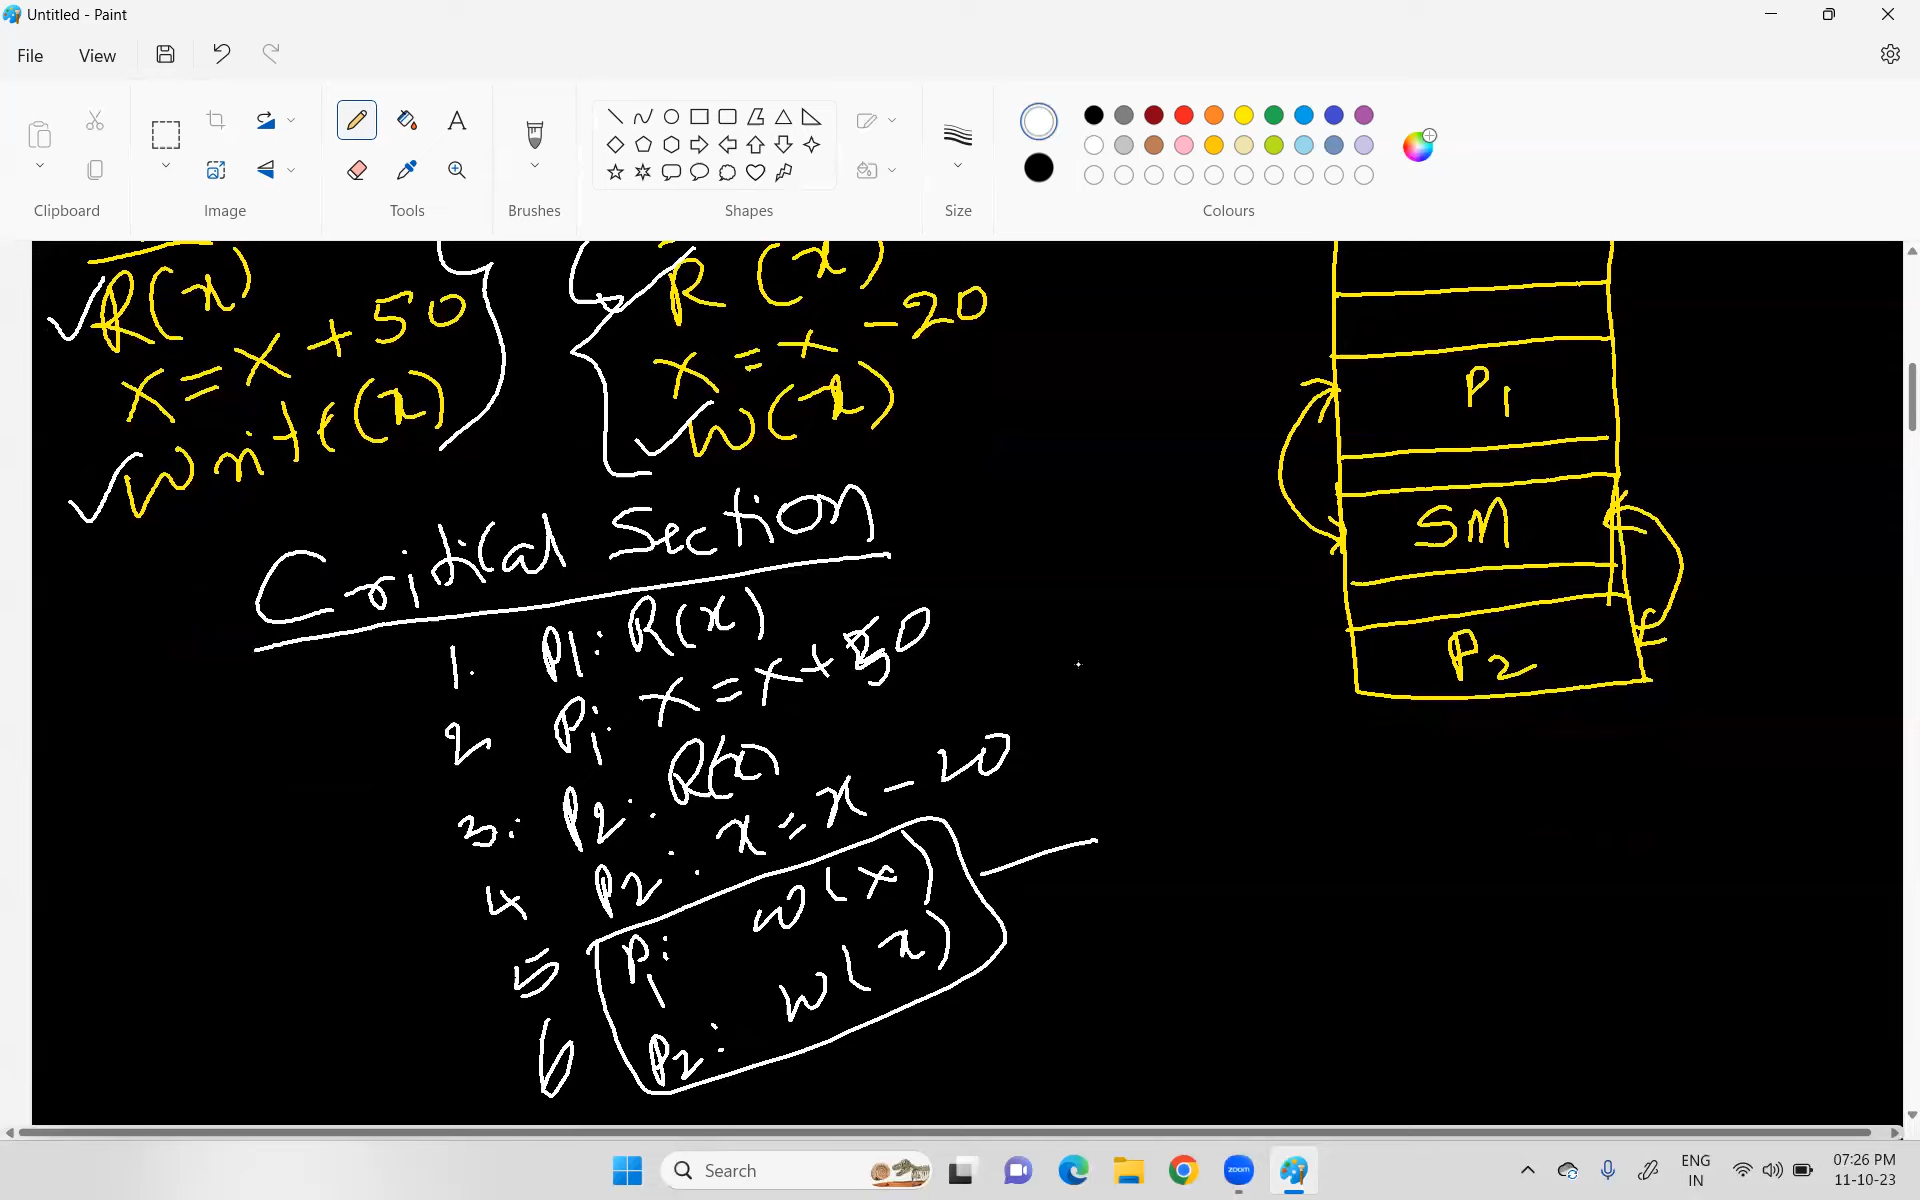 Untitled - Paint
File View
Clipboard Image Tools Brushes Shapes Size Colours
R(x)
x = x + 50
Write(x)
R (x)
x = x - 20
W(x)
P1
SM
P2
Critical Section
1. P1: R(x)
2 P1: x = x + 50
3: P2: R(x)
4 P2: x = x - 20
5 P1: W(x)
6 P2: W(x)
Search
zoom
ENG
IN
07:26 PM
11-10-23